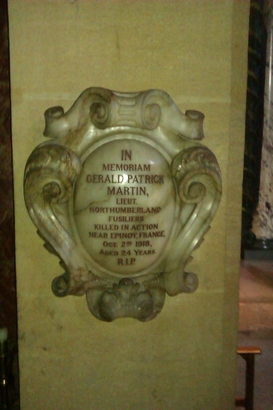 IN
MEMORIAM
GERALD PATRICK
MARTIN,
LIEUT.
NORTHUMBERLAND
FUSILIERS
KILLED IN ACTION
NEAR EPINOY, FRANCE,
OCT 2ND 1918,
AGED 24 YEARS
R.I.P